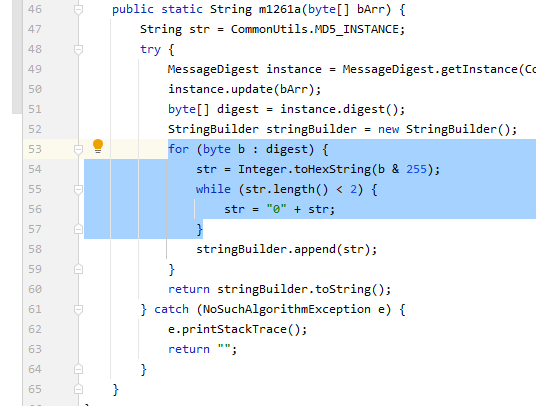 46 public static String m1261a(byte[] bArr) {
47 String str = CommonUtils.MD5_INSTANCE;
48 try {
49 MessageDigest instance = MessageDigest.getInstance(Co
50 instance.update(bArr);
51 byte[] digest = instance.digest();
52 StringBuilder stringBuilder = new StringBuilder();
53 for (byte b : digest) {
54 str = Integer.toHexString(b & 255);
55 while (str.length() < 2) {
56 str = "0" + str;
57 }
58 stringBuilder.append(str);
59 }
60 return stringBuilder.toString();
61 } catch (NoSuchAlgorithmException e) {
62 e.printStackTrace();
63 return "";
64 }
65 }